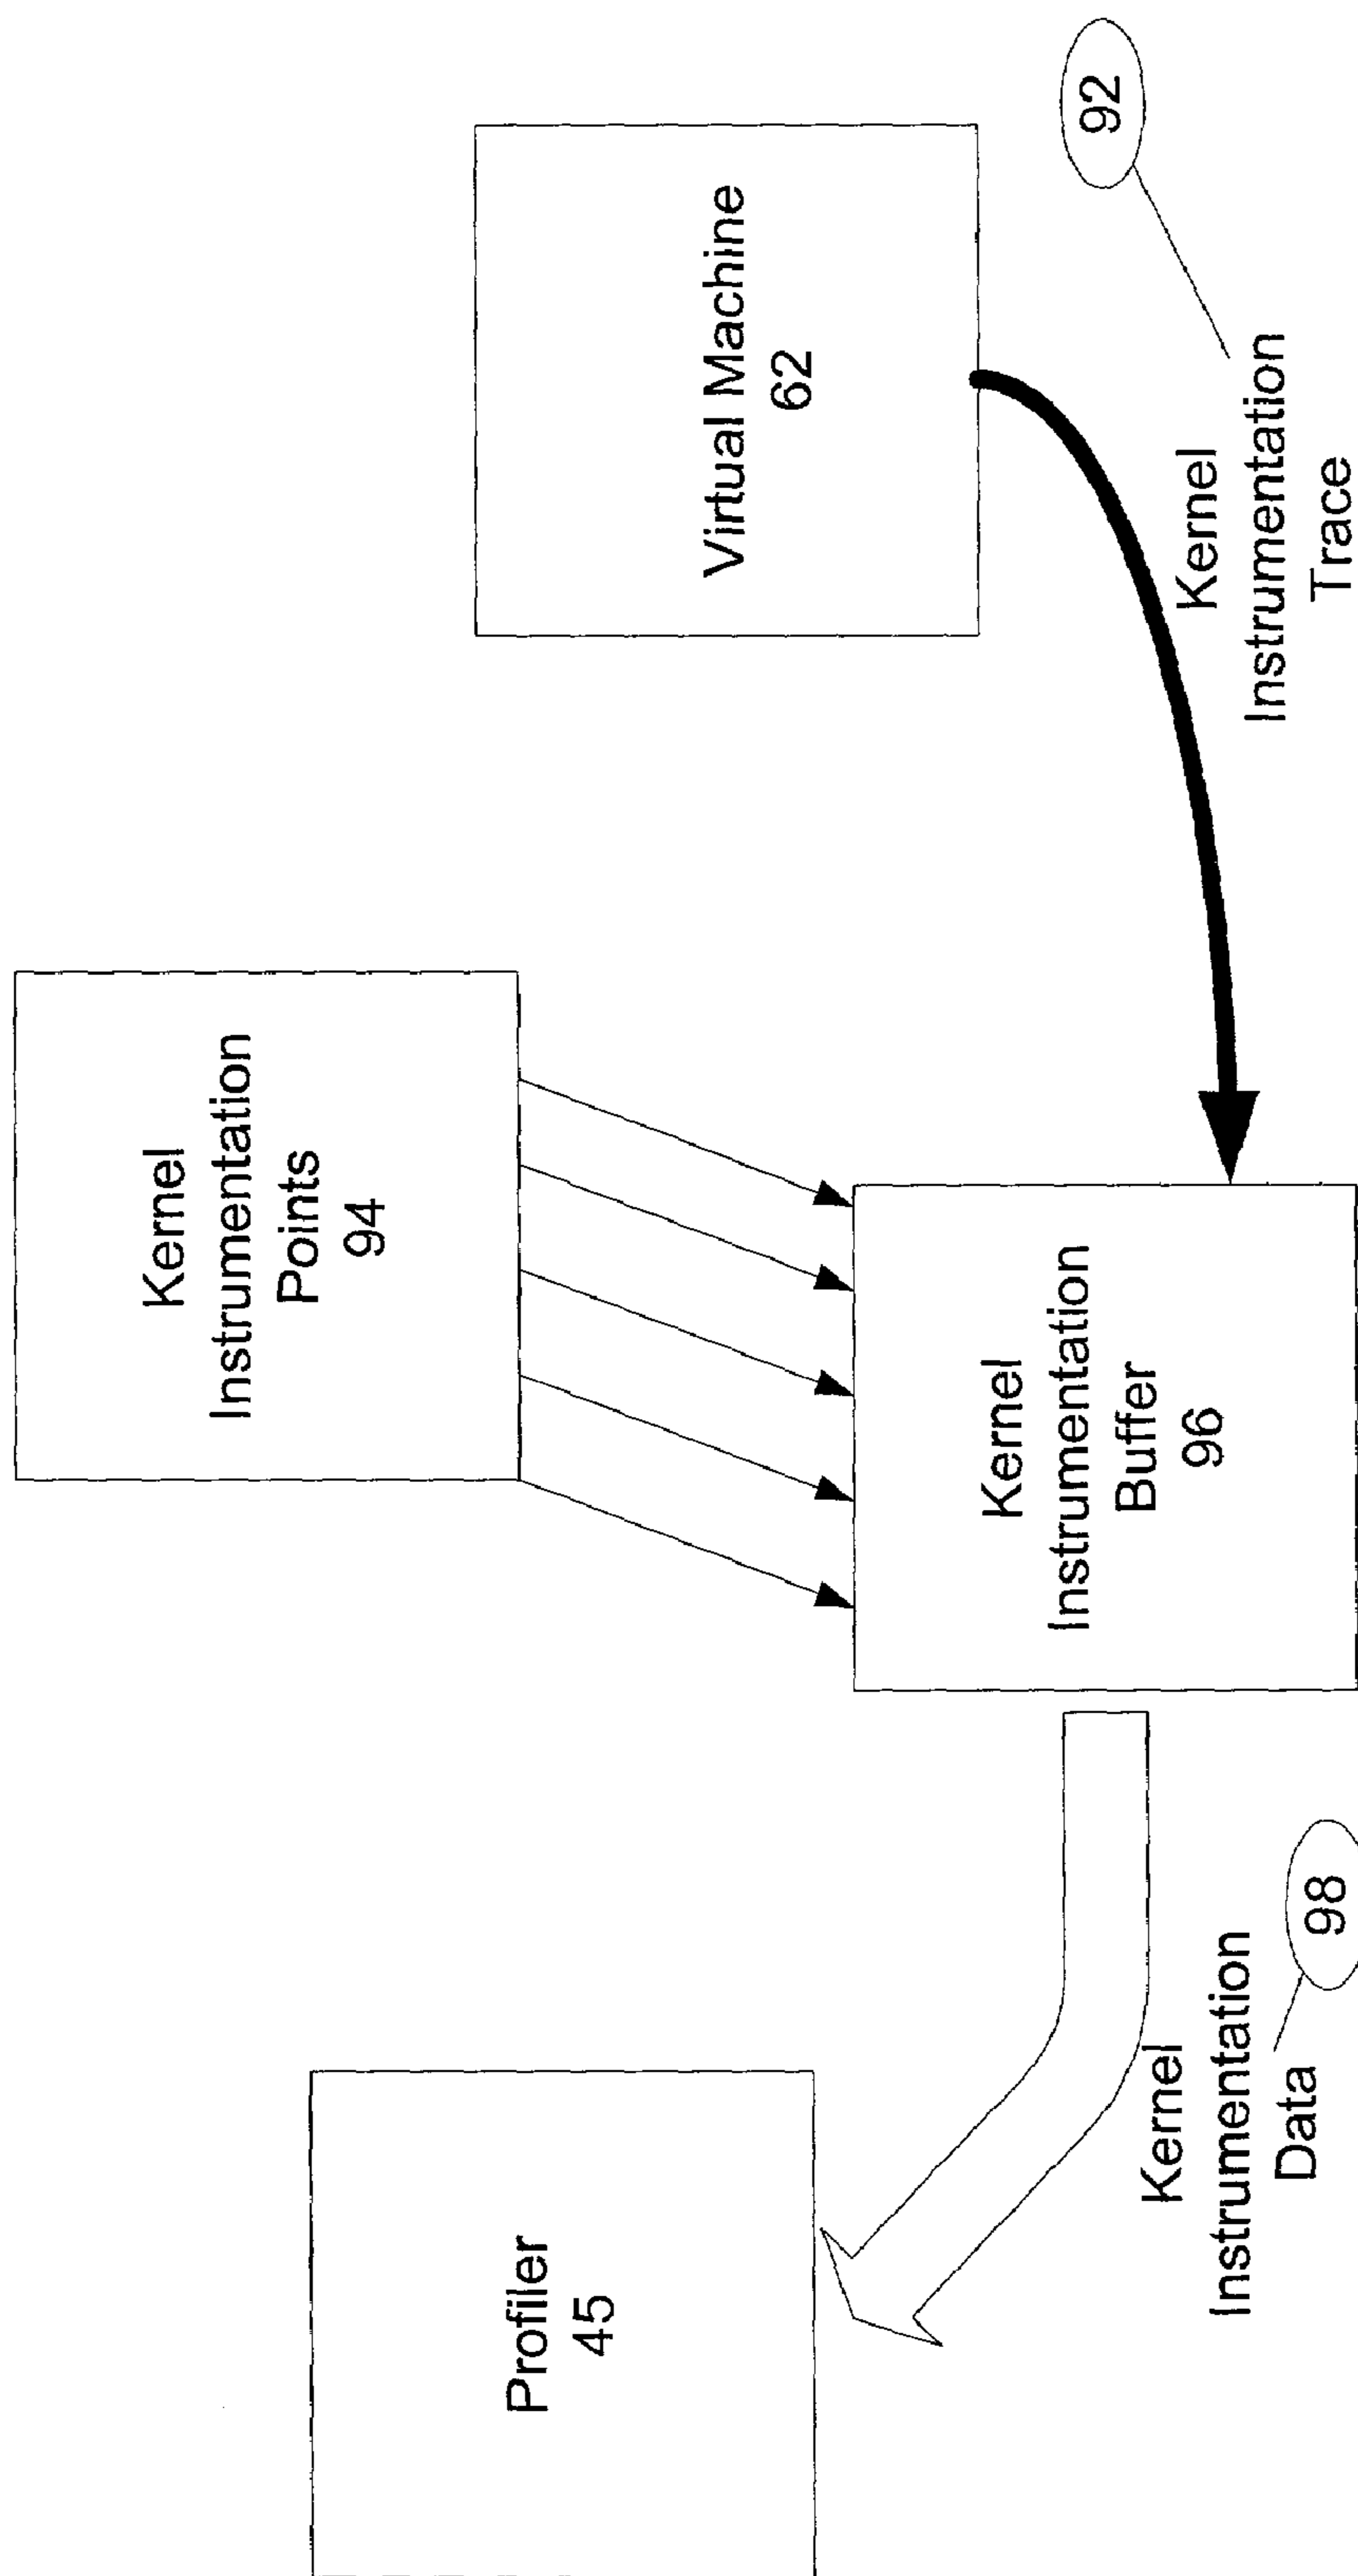 Kernel
Instrumentation
Points
94
Profiler
45
Virtual Machine
62
Kernel
Instrumentation
Buffer
96
92
Kernel
Instrumentation
Trace
Kernel
Instrumentation
Data
98